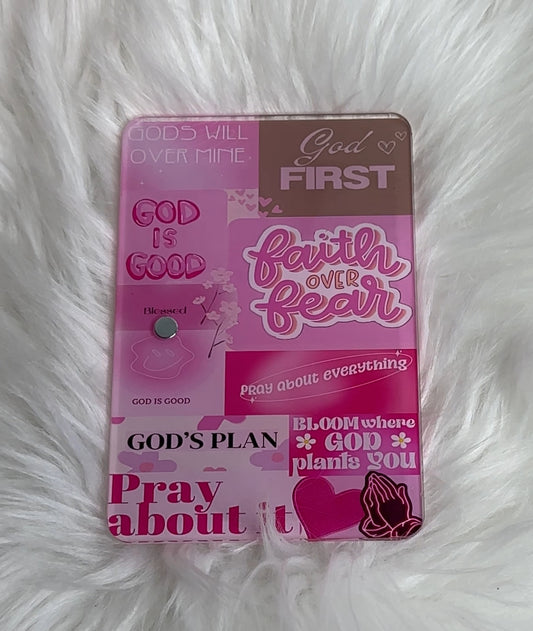 GODS WILL
OVER MINE
God
FIRST
GOD
IS
GOOD
faith
OVER
fear
Blessed
GOD IS GOOD
PRAY about everything
GOD'S PLAN
BLOOM where
GOD
plants YOU
Pray
about it